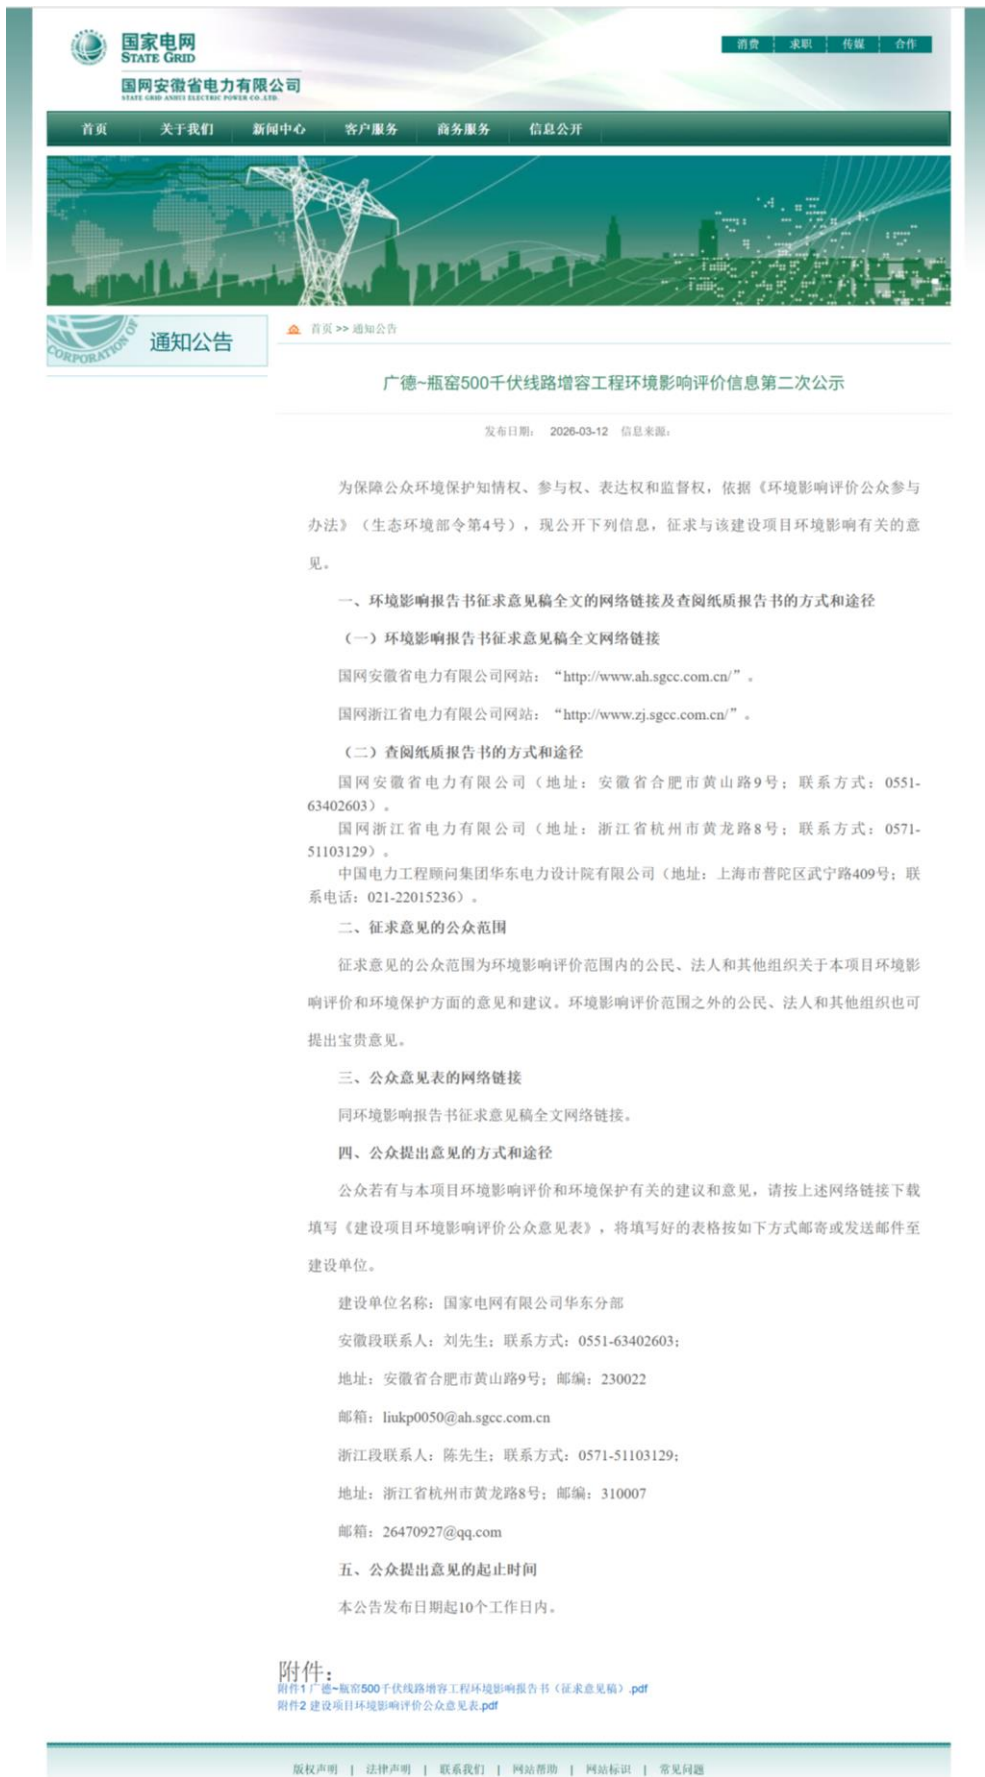 国家电网
STATE GRID
国网安徽省电力有限公司
STATE GRID ANHUI ELECTRIC POWER CO.,LTD.
消费 求职 传媒 合作
首页 关于我们 新闻中心 客户服务 商务服务 信息公开
CORPORATION OF
通知公告
首页 >> 通知公告
广德~瓶窑500千伏线路增容工程环境影响评价信息第二次公示
发布日期: 2026-03-12 信息来源:
为保障公众环境保护知情权、参与权、表达权和监督权，依据《环境影响评价公众参与
办法》（生态环境部令第4号），现公开下列信息，征求与该建设项目环境影响有关的意
见。
一、环境影响报告书征求意见稿全文的网络链接及查阅纸质报告书的方式和途径
（一）环境影响报告书征求意见稿全文网络链接
国网安徽省电力有限公司网站：“http://www.ah.sgcc.com.cn/”。
国网浙江省电力有限公司网站：“http://www.zj.sgcc.com.cn/”。
（二）查阅纸质报告书的方式和途径
国网安徽省电力有限公司（地址：安徽省合肥市黄山路9号；联系方式：0551-
63402603）。
国网浙江省电力有限公司（地址：浙江省杭州市黄龙路8号；联系方式：0571-
51103129）。
中国电力工程顾问集团华东电力设计院有限公司（地址：上海市普陀区武宁路409号；联
系电话：021-22015236）。
二、征求意见的公众范围
征求意见的公众范围为环境影响评价范围内的公民、法人和其他组织关于本项目环境影
响评价和环境保护方面的意见和建议。环境影响评价范围之外的公民、法人和其他组织也可
提出宝贵意见。
三、公众意见表的网络链接
同环境影响报告书征求意见稿全文网络链接。
四、公众提出意见的方式和途径
公众若有与本项目环境影响评价和环境保护有关的建议和意见，请按上述网络链接下载
填写《建设项目环境影响评价公众意见表》，将填写好的表格按如下方式邮寄或发送邮件至
建设单位。
建设单位名称：国家电网有限公司华东分部
安徽段联系人：刘先生；联系方式：0551-63402603；
地址：安徽省合肥市黄山路9号；邮编：230022
邮箱：liukp0050@ah.sgcc.com.cn
浙江段联系人：陈先生；联系方式：0571-51103129；
地址：浙江省杭州市黄龙路8号；邮编：310007
邮箱：26470927@qq.com
五、公众提出意见的起止时间
本公告发布日期起10个工作日内。
附件：
附件1 广德~瓶窑500千伏线路增容工程环境影响报告书（征求意见稿）.pdf
附件2 建设项目环境影响评价公众意见表.pdf
版权声明 | 法律声明 | 联系我们 | 网站帮助 | 网站标识 | 常见问题